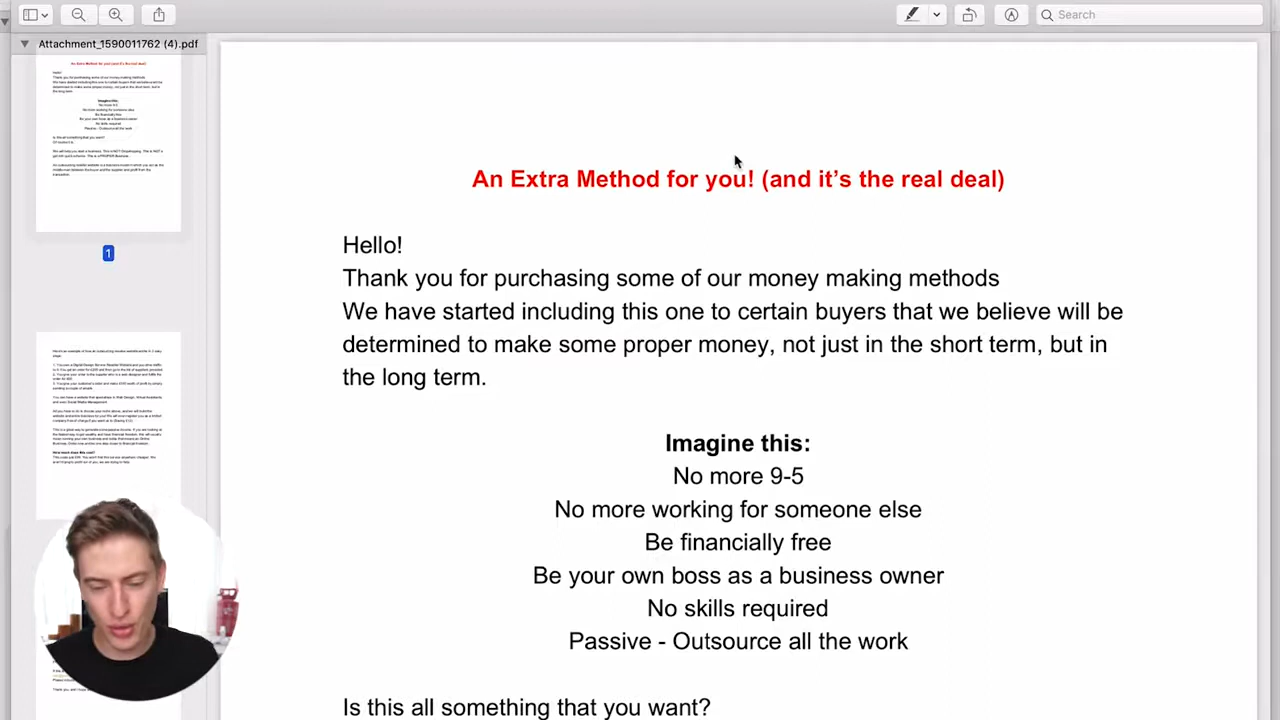 Search
Attachment_1590011762 (4).pdf
1
An Extra Method for you! (and it's the real deal)
Hello!
Thank you for purchasing some of our money making methods
We have started including this one to certain buyers that we believe will be
determined to make some proper money, not just in the short term, but in
the long term.
Imagine this:
No more 9-5
No more working for someone else
Be financially free
Be your own boss as a business owner
No skills required
Passive - Outsource all the work
Is this all something that you want?